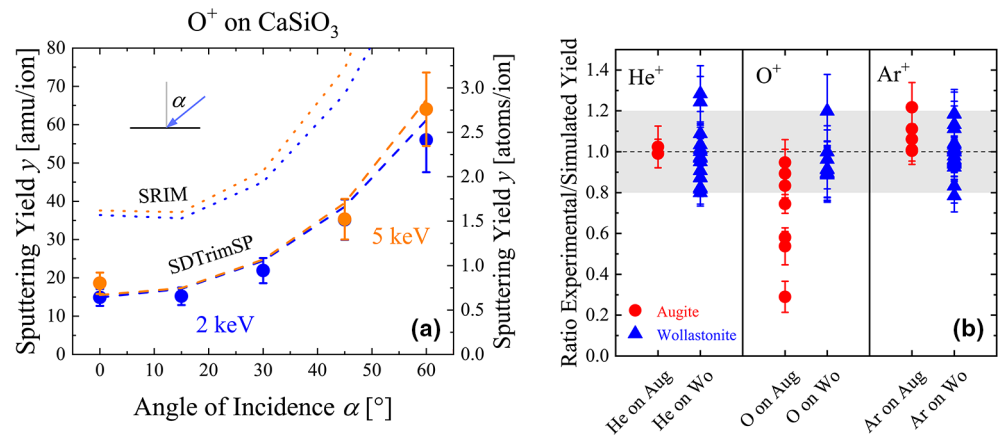 O⁺ on CaSiO₃
Sputtering Yield y [amu/ion]
80
70
60
50
40
30
20
10
0
α
SRIM
SDTrimSP
5 keV
2 keV
(a)
3.0
2.5
2.0
1.5
1.0
0.5
0.0
Sputtering Yield y [atoms/ion]
0
10
20
30
40
50
60
Angle of Incidence α [°]
Ratio Experimental/Simulated Yield
1.4
1.2
1.0
0.8
0.6
0.4
0.2
0.0
He⁺
O⁺
Ar⁺
Augite
Wollastonite
(b)
He on Aug
He on Wo
O on Aug
O on Wo
Ar on Aug
Ar on Wo